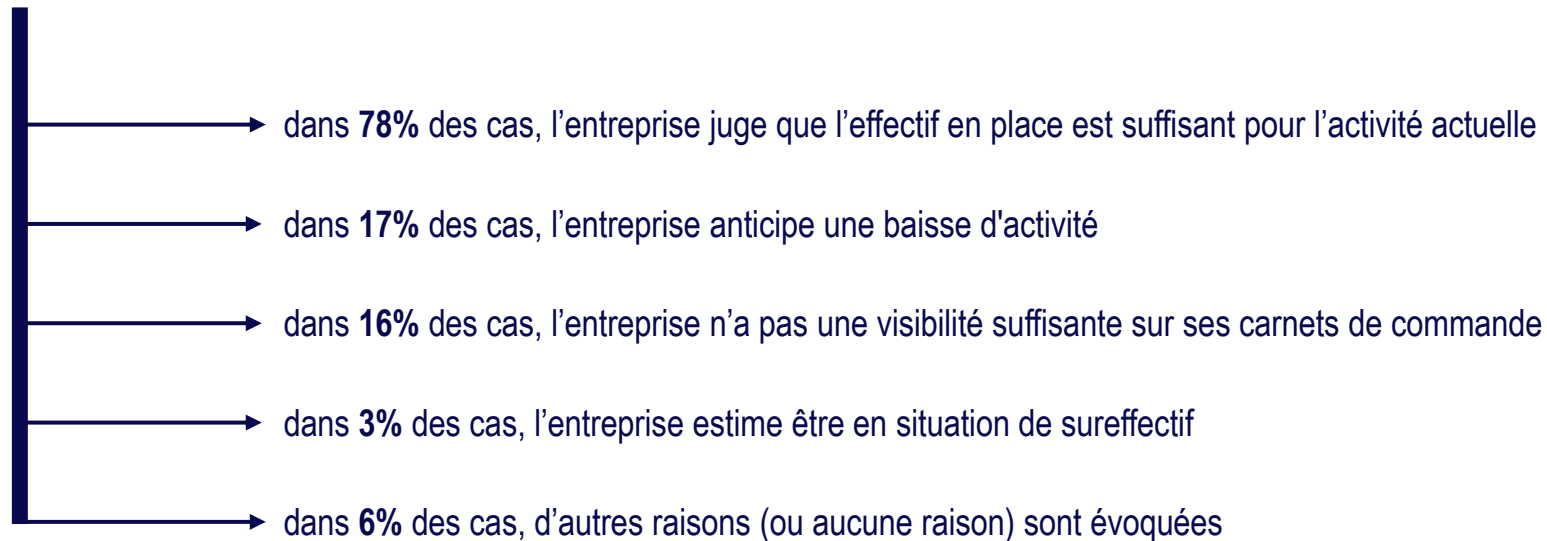 dans 78% des cas, l’entreprise juge que l’effectif en place est suffisant pour l’activité actuelle
dans 17% des cas, l’entreprise anticipe une baisse d'activité
dans 16% des cas, l’entreprise n’a pas une visibilité suffisante sur ses carnets de commande
dans 3% des cas, l’entreprise estime être en situation de sureffectif
dans 6% des cas, d’autres raisons (ou aucune raison) sont évoquées